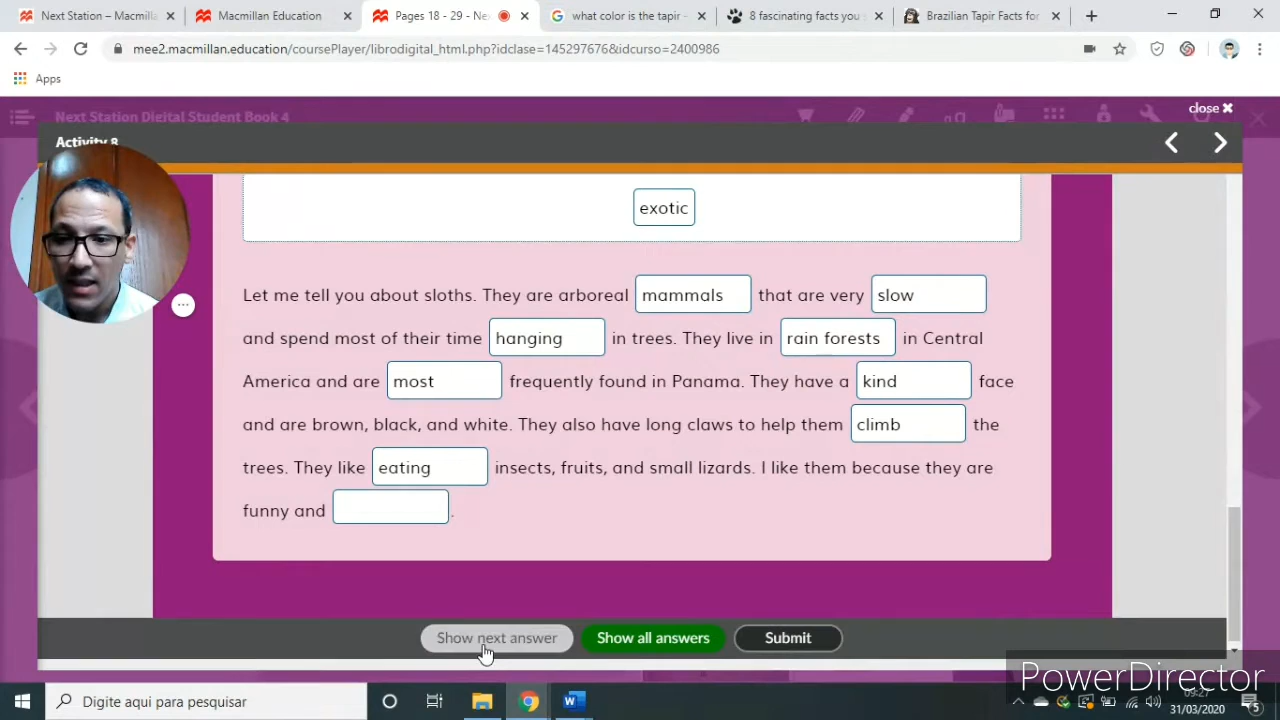 Next Station – Macmilla
Macmillan Education
Pages 18 - 29 - Ne
what color is the tapir -
8 fascinating facts you s
Brazilian Tapir Facts for
mee2.macmillan.education/coursePlayer/librodigital_html.php?idclase=145297676&idcurso=2400986
Apps
close
Next Station Digital Student Book 4
Activity 8
exotic
Let me tell you about sloths. They are arboreal mammals that are very slow
and spend most of their time hanging in trees. They live in rain forests in Central
America and are most frequently found in Panama. They have a kind face
and are brown, black, and white. They also have long claws to help them climb the
trees. They like eating insects, fruits, and small lizards. I like them because they are
funny and .
Show next answer
Show all answers
Submit
PowerDirector
Digite aqui para pesquisar
09:27
31/03/2020
5